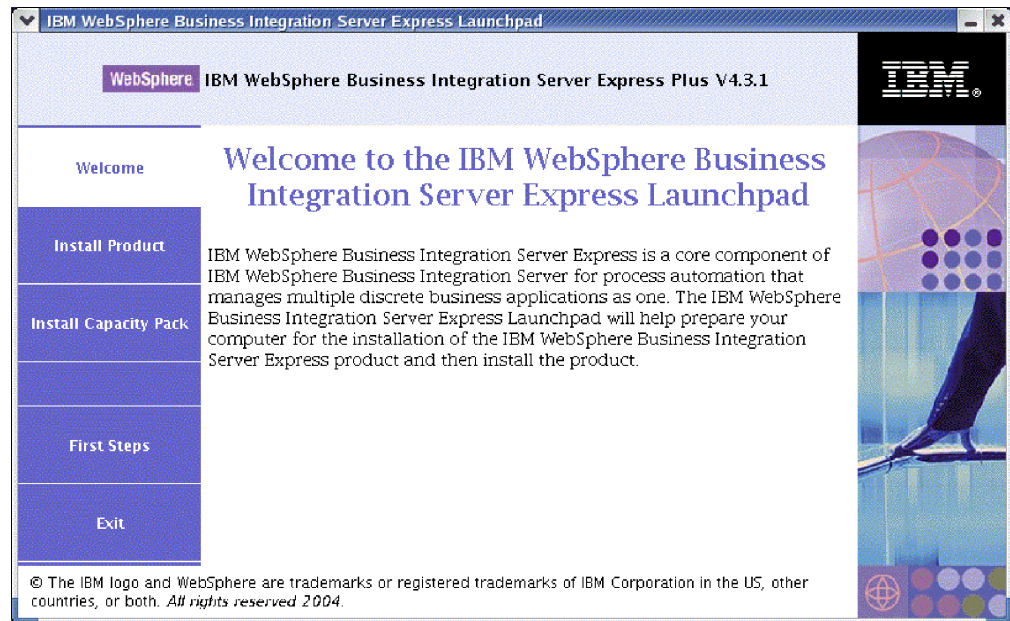 IBM WebSphere Business Integration Server Express Launchpad
WebSphere. IBM WebSphere Business Integration Server Express Plus V4.3.1
IBM®
Welcome
Install Product
Install Capacity Pack
First Steps
Exit
Welcome to the IBM WebSphere Business
Integration Server Express Launchpad
IBM WebSphere Business Integration Server Express is a core component of
IBM WebSphere Business Integration Server for process automation that
manages multiple discrete business applications as one. The IBM WebSphere
Business Integration Server Express Launchpad will help prepare your
computer for the installation of the IBM WebSphere Business Integration
Server Express product and then install the product.
© The IBM logo and WebSphere are trademarks or registered trademarks of IBM Corporation in the US, other
countries, or both. All rights reserved 2004.